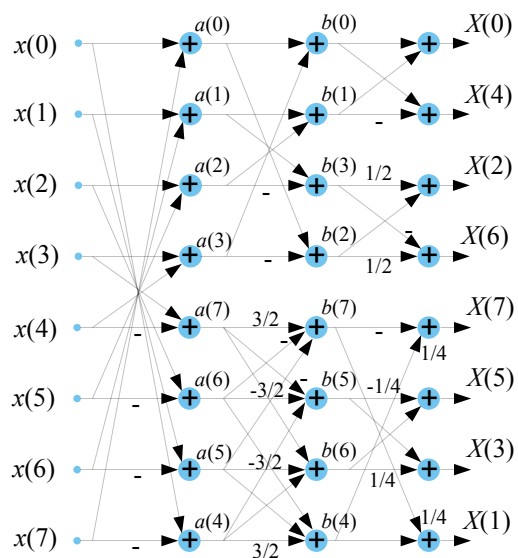 x(0) a(0) b(0) X(0)
x(1) a(1) b(1) - X(4)
x(2) a(2) - b(3) 1/2 X(2)
x(3) a(3) - b(2) 1/2 - X(6)
x(4) - a(7) 3/2 - b(7) - 1/4 X(7)
x(5) - a(6) -3/2 - b(5) -1/4 X(5)
x(6) - a(5) -3/2 b(6) 1/4 X(3)
x(7) - a(4) 3/2 b(4) 1/4 X(1)